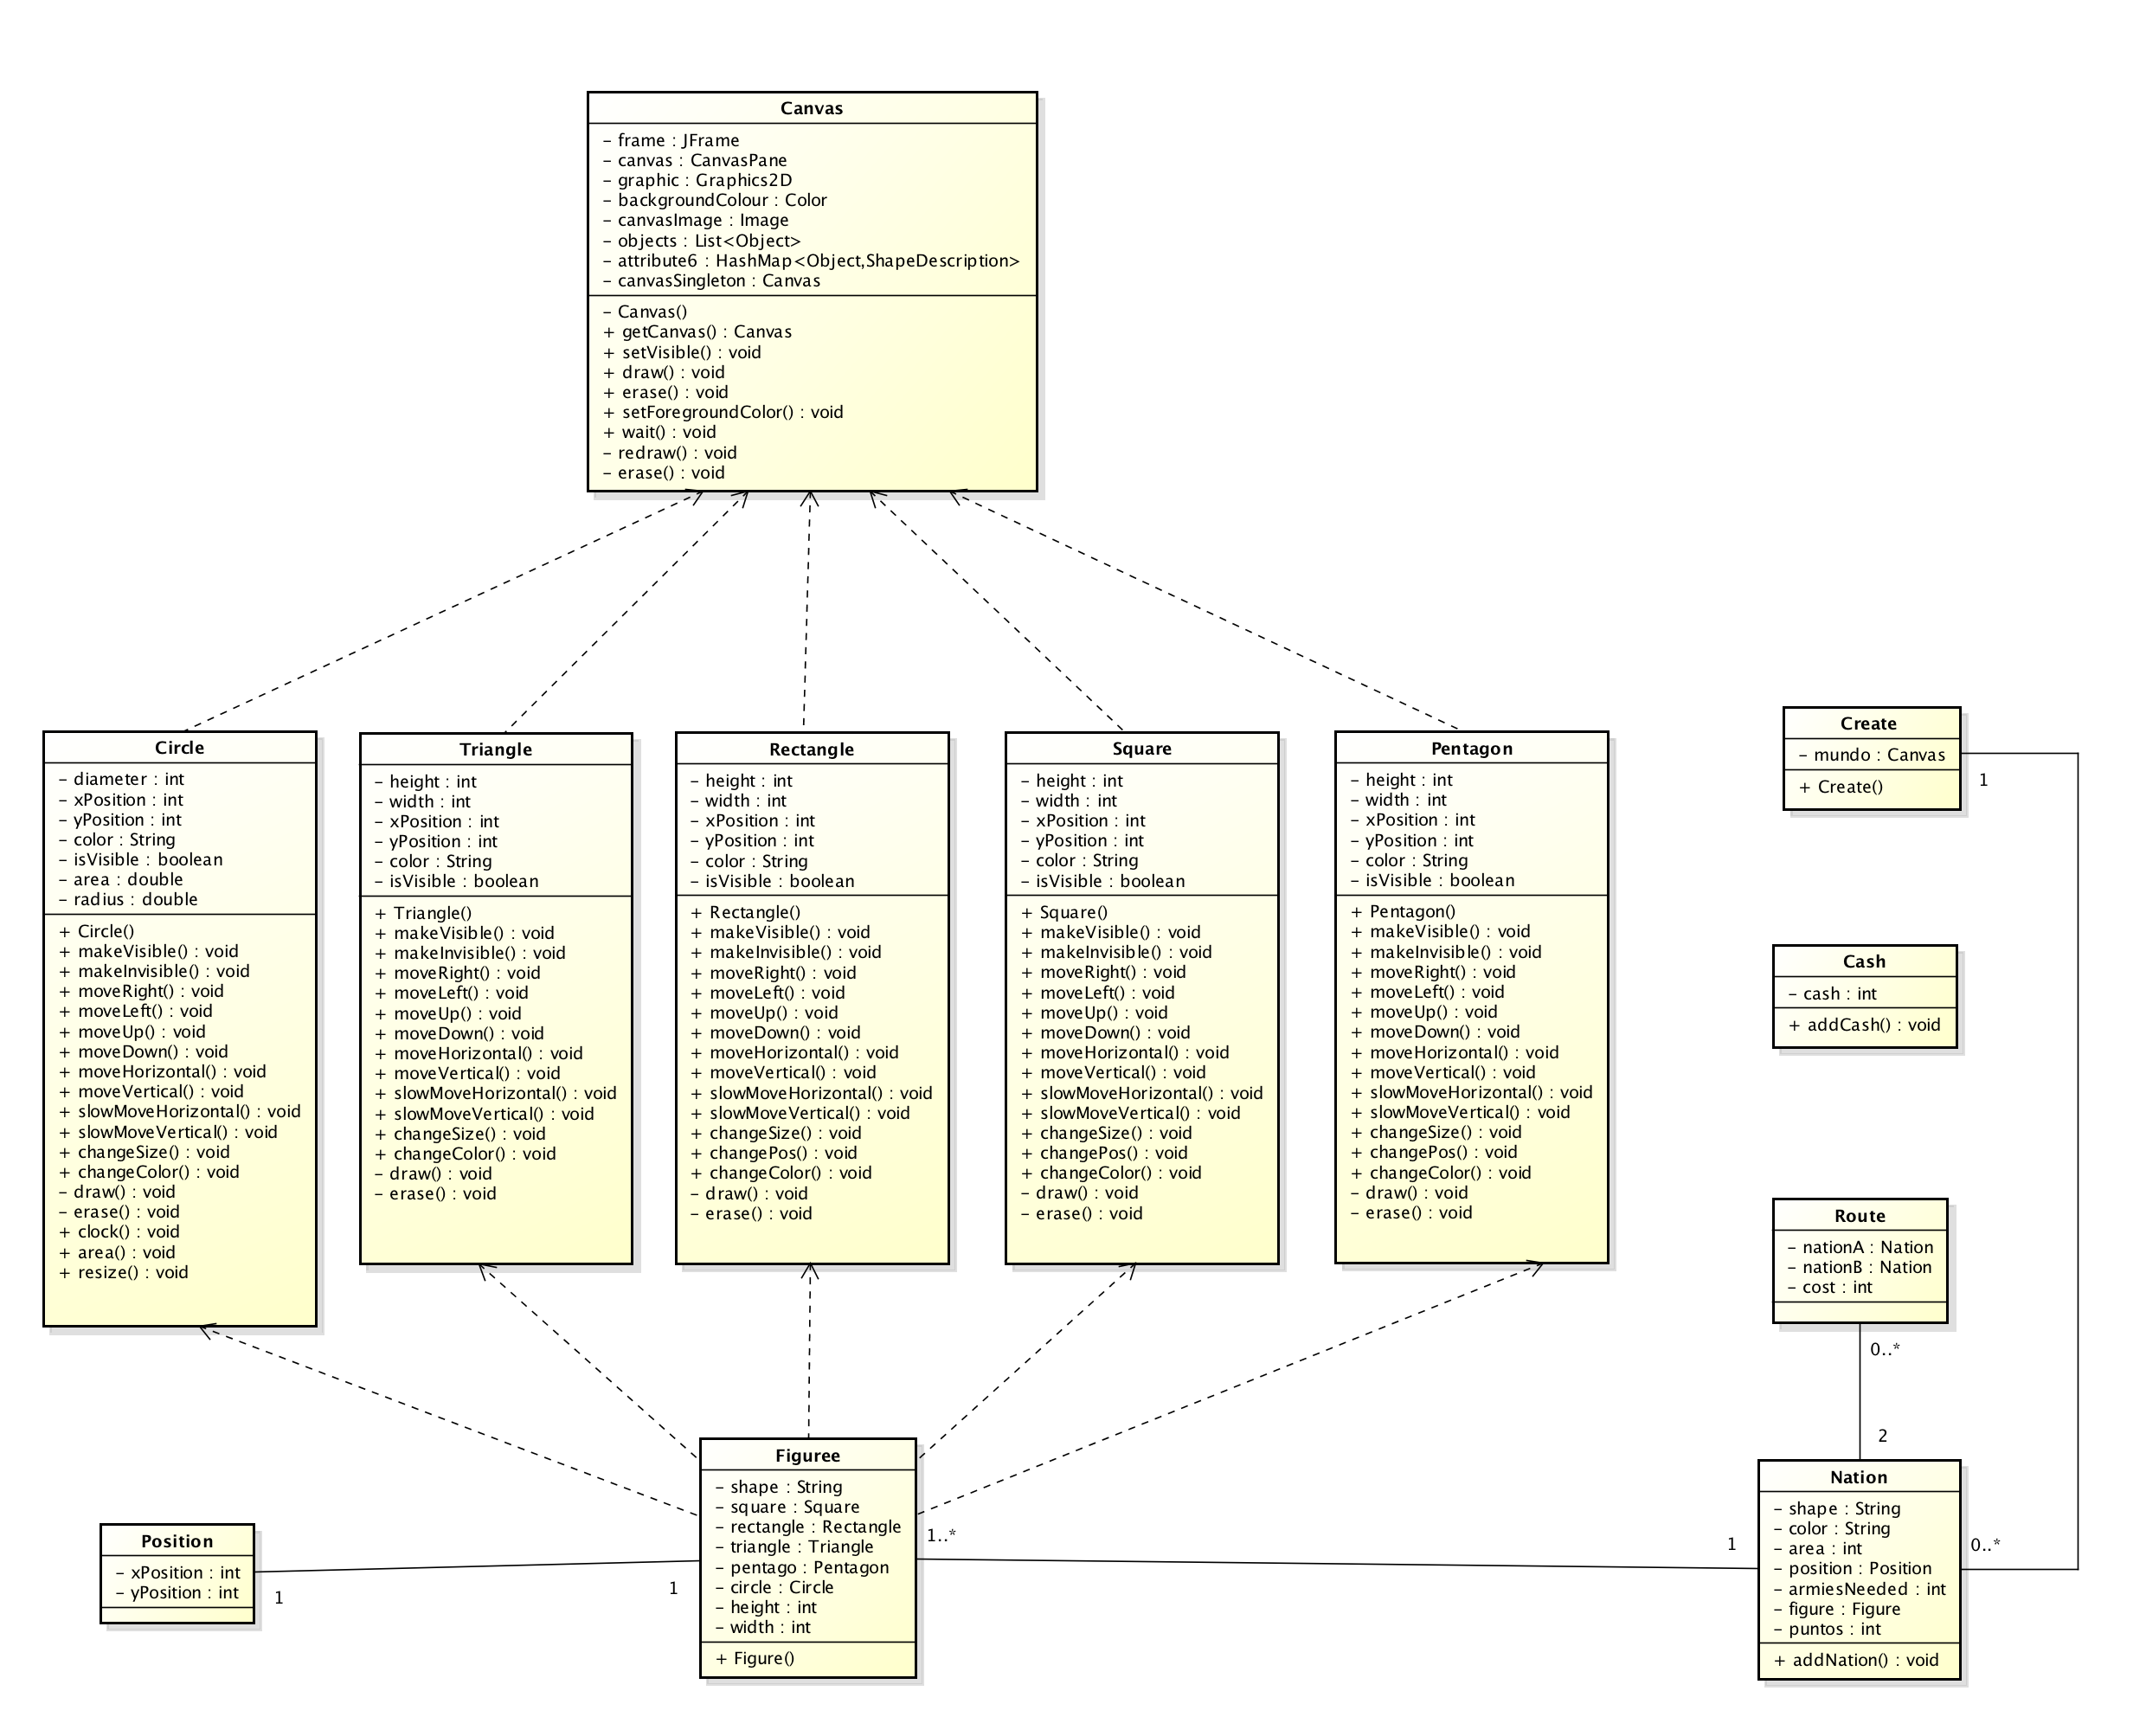 Canvas
– frame : JFrame
– canvas : CanvasPane
– graphic : Graphics2D
– backgroundColour : Color
– canvasImage : Image
– objects : List<Object>
– attribute6 : HashMap<Object,ShapeDescription>
– canvasSingleton : Canvas
– Canvas()
+ getCanvas() : Canvas
+ setVisible() : void
+ draw() : void
+ erase() : void
+ setForegroundColor() : void
+ wait() : void
– redraw() : void
– erase() : void
Circle
– diameter : int
– xPosition : int
– yPosition : int
– color : String
– isVisible : boolean
– area : double
– radius : double
+ Circle()
+ makeVisible() : void
+ makeInvisible() : void
+ moveRight() : void
+ moveLeft() : void
+ moveUp() : void
+ moveDown() : void
+ moveHorizontal() : void
+ moveVertical() : void
+ slowMoveHorizontal() : void
+ slowMoveVertical() : void
+ changeSize() : void
+ changeColor() : void
– draw() : void
– erase() : void
+ clock() : void
+ area() : void
+ resize() : void
Triangle
– height : int
– width : int
– xPosition : int
– yPosition : int
– color : String
– isVisible : boolean
+ Triangle()
+ makeVisible() : void
+ makeInvisible() : void
+ moveRight() : void
+ moveLeft() : void
+ moveUp() : void
+ moveDown() : void
+ moveHorizontal() : void
+ moveVertical() : void
+ slowMoveHorizontal() : void
+ slowMoveVertical() : void
+ changeSize() : void
+ changeColor() : void
– draw() : void
– erase() : void
Rectangle
– height : int
– width : int
– xPosition : int
– yPosition : int
– color : String
– isVisible : boolean
+ Rectangle()
+ makeVisible() : void
+ makeInvisible() : void
+ moveRight() : void
+ moveLeft() : void
+ moveUp() : void
+ moveDown() : void
+ moveHorizontal() : void
+ moveVertical() : void
+ slowMoveHorizontal() : void
+ slowMoveVertical() : void
+ changeSize() : void
+ changePos() : void
+ changeColor() : void
– draw() : void
– erase() : void
Square
– height : int
– width : int
– xPosition : int
– yPosition : int
– color : String
– isVisible : boolean
+ Square()
+ makeVisible() : void
+ makeInvisible() : void
+ moveRight() : void
+ moveLeft() : void
+ moveUp() : void
+ moveDown() : void
+ moveHorizontal() : void
+ moveVertical() : void
+ slowMoveHorizontal() : void
+ slowMoveVertical() : void
+ changeSize() : void
+ changePos() : void
+ changeColor() : void
– draw() : void
– erase() : void
Pentagon
– height : int
– width : int
– xPosition : int
– yPosition : int
– color : String
– isVisible : boolean
+ Pentagon()
+ makeVisible() : void
+ makeInvisible() : void
+ moveRight() : void
+ moveLeft() : void
+ moveUp() : void
+ moveDown() : void
+ moveHorizontal() : void
+ moveVertical() : void
+ slowMoveHorizontal() : void
+ slowMoveVertical() : void
+ changeSize() : void
+ changePos() : void
+ changeColor() : void
– draw() : void
– erase() : void
Create
– mundo : Canvas
+ Create()
1
Cash
– cash : int
+ addCash() : void
Route
– nationA : Nation
– nationB : Nation
– cost : int
0..*
2
Position
– xPosition : int
– yPosition : int
1
1
Figuree
– shape : String
– square : Square
– rectangle : Rectangle
– triangle : Triangle
– pentago : Pentagon
– circle : Circle
– height : int
– width : int
+ Figure()
1..*
1
Nation
– shape : String
– color : String
– area : int
– position : Position
– armiesNeeded : int
– figure : Figure
– puntos : int
+ addNation() : void
0..*